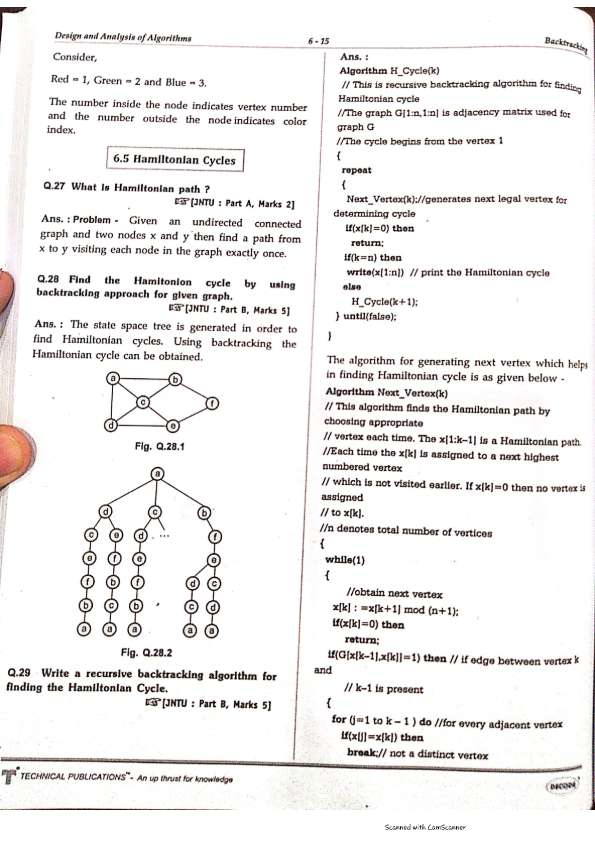 Design and Analysis of Algorithms
6 - 15
Backtracking
Consider,
Red = 1, Green = 2 and Blue = 3.
The number inside the node indicates vertex number
and the number outside the node indicates color
index.
6.5 Hamiltonian Cycles
Q.27 What is Hamiltonian path ?
☞[JNTU : Part A, Marks 2]
Ans. : Problem - Given an undirected connected
graph and two nodes x and y then find a path from
x to y visiting each node in the graph exactly once.
Q.28 Find the Hamitonion cycle by using
backtracking approach for given graph.
☞[JNTU : Part B, Marks 5]
Ans. : The state space tree is generated in order to
find Hamiltonian cycles. Using backtracking the
Hamiltonian cycle can be obtained.
a b
c f
d e
Fig. Q.28.1
a
d c b
c e d ... f
e f e e
f b f d c
b c b c d
a a a a a
Fig. Q.28.2
Q.29 Write a recursive backtracking algorithm for
finding the Hamiltonian Cycle.
☞[JNTU : Part B, Marks 5]
Ans. :
Algorithm H_Cycle(k)
// This is recursive backtracking algorithm for finding
Hamiltonian cycle
//The graph G[1:n,1:n] is adjacency matrix used for
graph G
//The cycle begins from the vertex 1
{
repeat
{
Next_Vertex(k);//generates next legal vertex for
determining cycle
if(x[k]=0) then
return;
if(k=n) then
write(x[1:n]) // print the Hamiltonian cycle
else
H_Cycle(k+1);
} until(false);
}
The algorithm for generating next vertex which helps
in finding Hamiltonian cycle is as given below -
Algorithm Next_Vertex(k)
// This algorithm finds the Hamiltonian path by
choosing appropriate
// vertex each time. The x[1:k-1] is a Hamiltonian path.
//Each time the x[k] is assigned to a next highest
numbered vertex
// which is not visited earlier. If x[k]=0 then no vertex is
assigned
// to x[k].
//n denotes total number of vertices
{
while(1)
{
//obtain next vertex
x[k] : =x[k+1] mod (n+1);
if(x[k]=0) then
return;
if(G[x[k-1],x[k]]=1) then // if edge between vertex k
and
// k-1 is present
{
for (j=1 to k - 1 ) do //for every adjacent vertex
if(x[j]=x[k]) then
break;// not a distinct vertex
TECHNICAL PUBLICATIONS™- An up thrust for knowledge
DECODE
Scanned with CamScanner